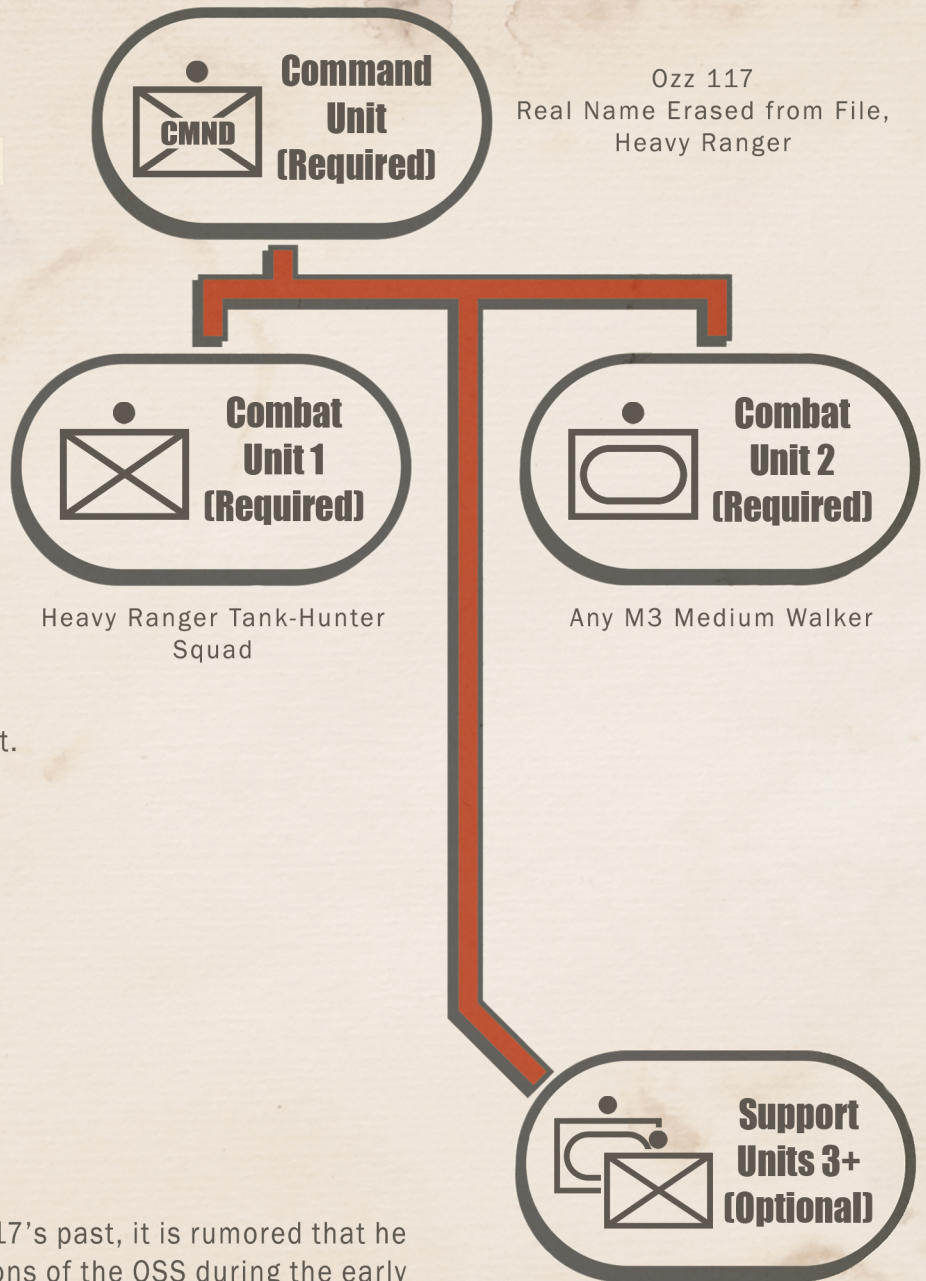 Command
Unit
(Required)
CMND
Ozz 117
Real Name Erased from File,
Heavy Ranger
Combat
Unit 1
(Required)
Heavy Ranger Tank-Hunter
Squad
Combat
Unit 2
(Required)
Any M3 Medium Walker
t.
Support
Units 3+
(Optional)
17’s past, it is rumored that he
ons of the OSS during the early